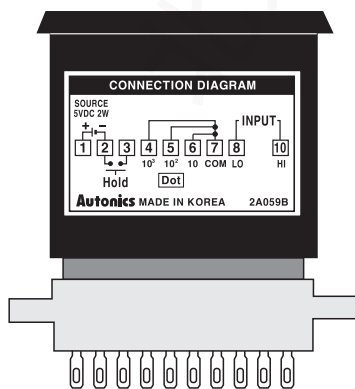 CONNECTION DIAGRAM
SOURCE
5VDC 2W
+ −
INPUT
1 2 3 4 5 6 7 8 10
10³ 10² 10 COM LO HI
Hold
Dot
Autonics MADE IN KOREA 2A059B